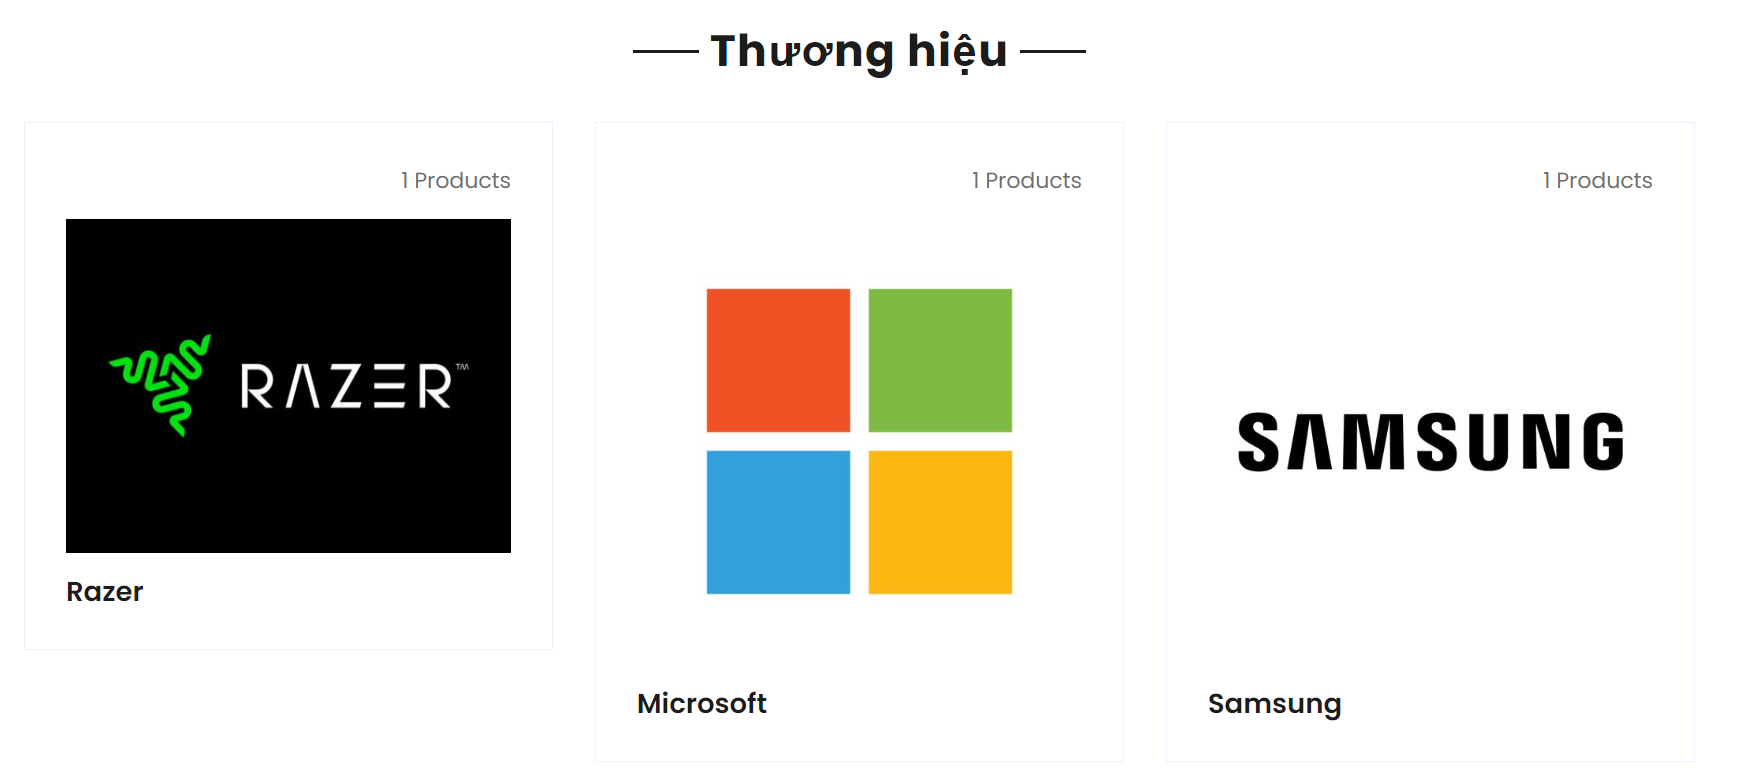 Thương hiệu
1 Products
RAZER™
Razer
1 Products
Microsoft
1 Products
SAMSUNG
Samsung